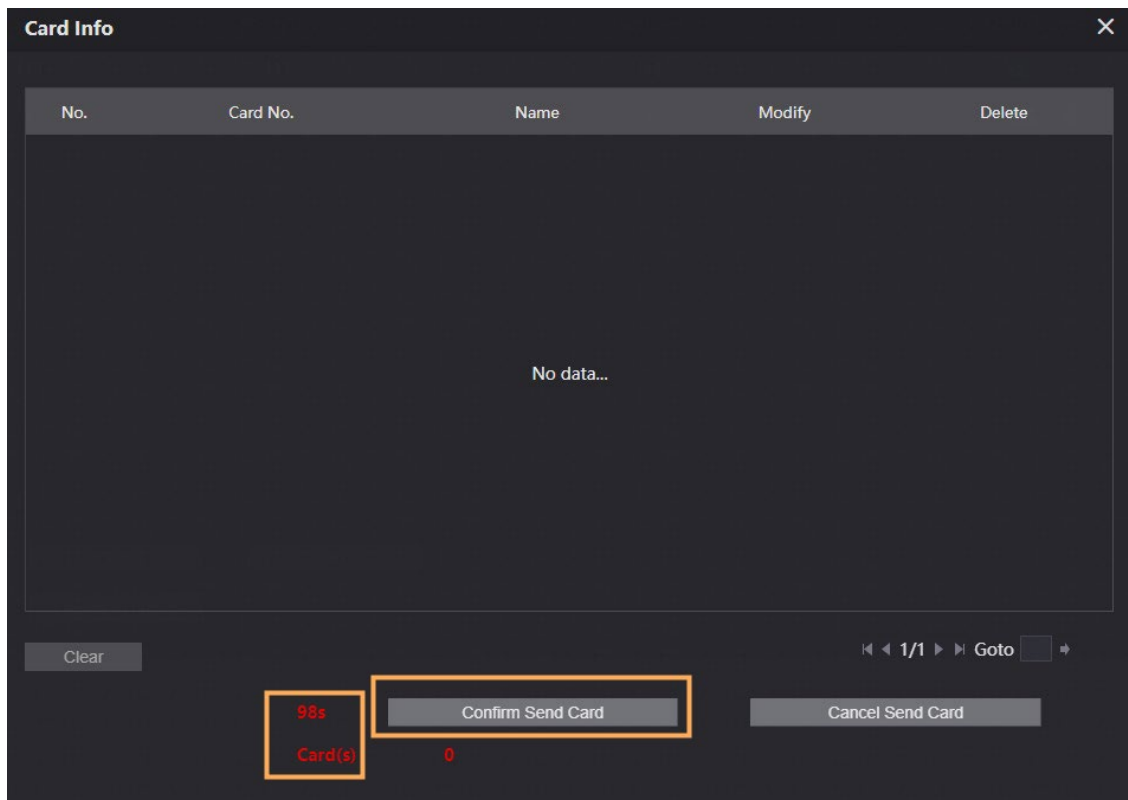 Card Info
No. Card No. Name Modify Delete
No data...
Clear 1/1 Goto
98s Confirm Send Card Cancel Send Card
Card(s) 0